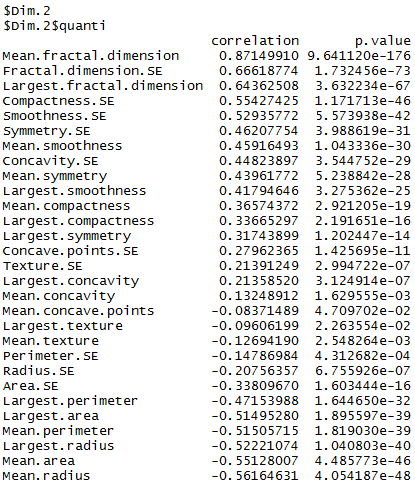 $Dim.2
$Dim.2$quanti
correlation p.value
Mean.fractal.dimension 0.87149910 9.641120e-176
Fractal.dimension.SE 0.66618774 1.732456e-73
Largest.fractal.dimension 0.64362508 3.632234e-67
Compactness.SE 0.55427425 1.171713e-46
Smoothness.SE 0.52935772 5.573938e-42
Symmetry.SE 0.46207754 3.988619e-31
Mean.smoothness 0.45916493 1.043336e-30
Concavity.SE 0.44823897 3.544752e-29
Mean.symmetry 0.43961772 5.238842e-28
Largest.smoothness 0.41794646 3.275362e-25
Mean.compactness 0.36574372 2.921205e-19
Largest.compactness 0.33665297 2.191651e-16
Largest.symmetry 0.31743899 1.202447e-14
Concave.points.SE 0.27962365 1.425695e-11
Texture.SE 0.21391249 2.994722e-07
Largest.concavity 0.21358520 3.124914e-07
Mean.concavity 0.13248912 1.629555e-03
Mean.concave.points -0.08371489 4.709702e-02
Largest.texture -0.09606199 2.263554e-02
Mean.texture -0.12694190 2.548264e-03
Perimeter.SE -0.14786984 4.312682e-04
Radius.SE -0.20756357 6.755926e-07
Area.SE -0.33809670 1.603444e-16
Largest.perimeter -0.47153988 1.644650e-32
Largest.area -0.51495280 1.895597e-39
Mean.perimeter -0.51505715 1.819030e-39
Largest.radius -0.52221074 1.040803e-40
Mean.area -0.55128007 4.485773e-46
Mean.radius -0.56164631 4.054187e-48